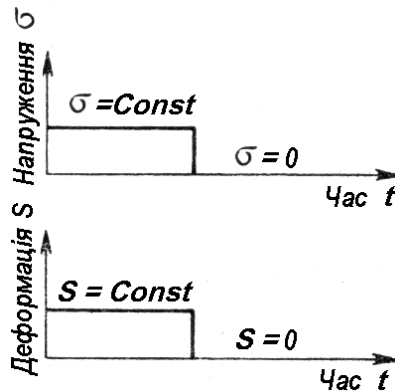 Напруження σ
σ = Const
σ = 0
Час t
Деформація S
S = Const
S = 0
Час t